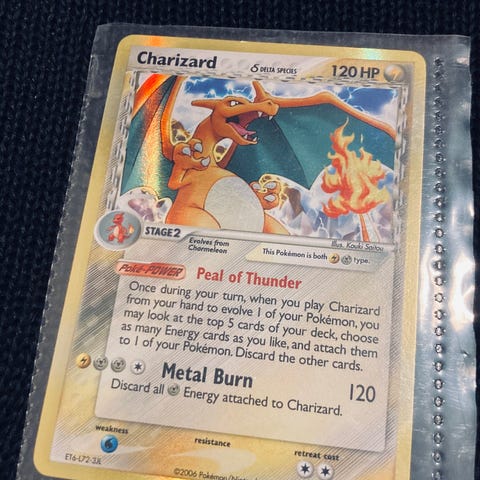 Charizard δ DELTA SPECIES 120 HP
Illus. Kouki Saitou
STAGE2
Evolves from
Charmeleon
This Pokémon is both type.
Poké-POWER Peal of Thunder
Once during your turn, when you play Charizard
from your hand to evolve 1 of your Pokémon, you
may look at the top 5 cards of your deck, choose
as many Energy cards as you like, and attach them
to 1 of your Pokémon. Discard the other cards.
Metal Burn 120
Discard all Energy attached to Charizard.
weakness resistance retreat cost
©2006 Pokémon/Nintendo